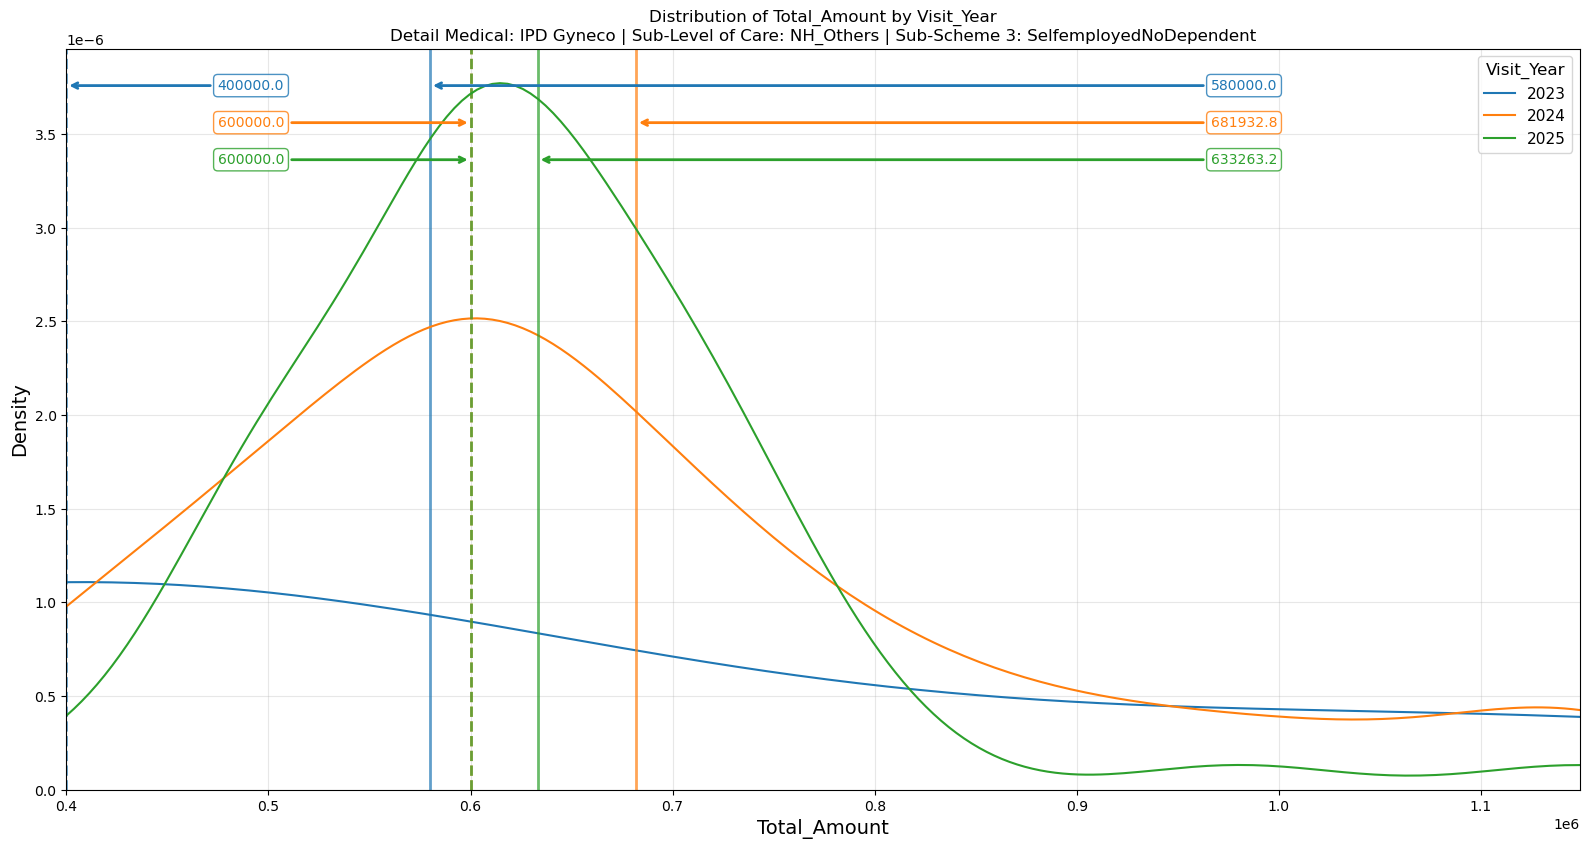 Distribution of Total_Amount by Visit_Year
Detail Medical: IPD Gyneco | Sub-Level of Care: NH_Others | Sub-Scheme 3: SelfemployedNoDependent
1e−6
Visit_Year
2023
2024
2025
400000.0
580000.0
600000.0
681932.8
600000.0
633263.2
3.5
3.0
2.5
2.0
1.5
1.0
0.5
0.0
Density
0.4 0.5 0.6 0.7 0.8 0.9 1.0 1.1
1e6
Total_Amount